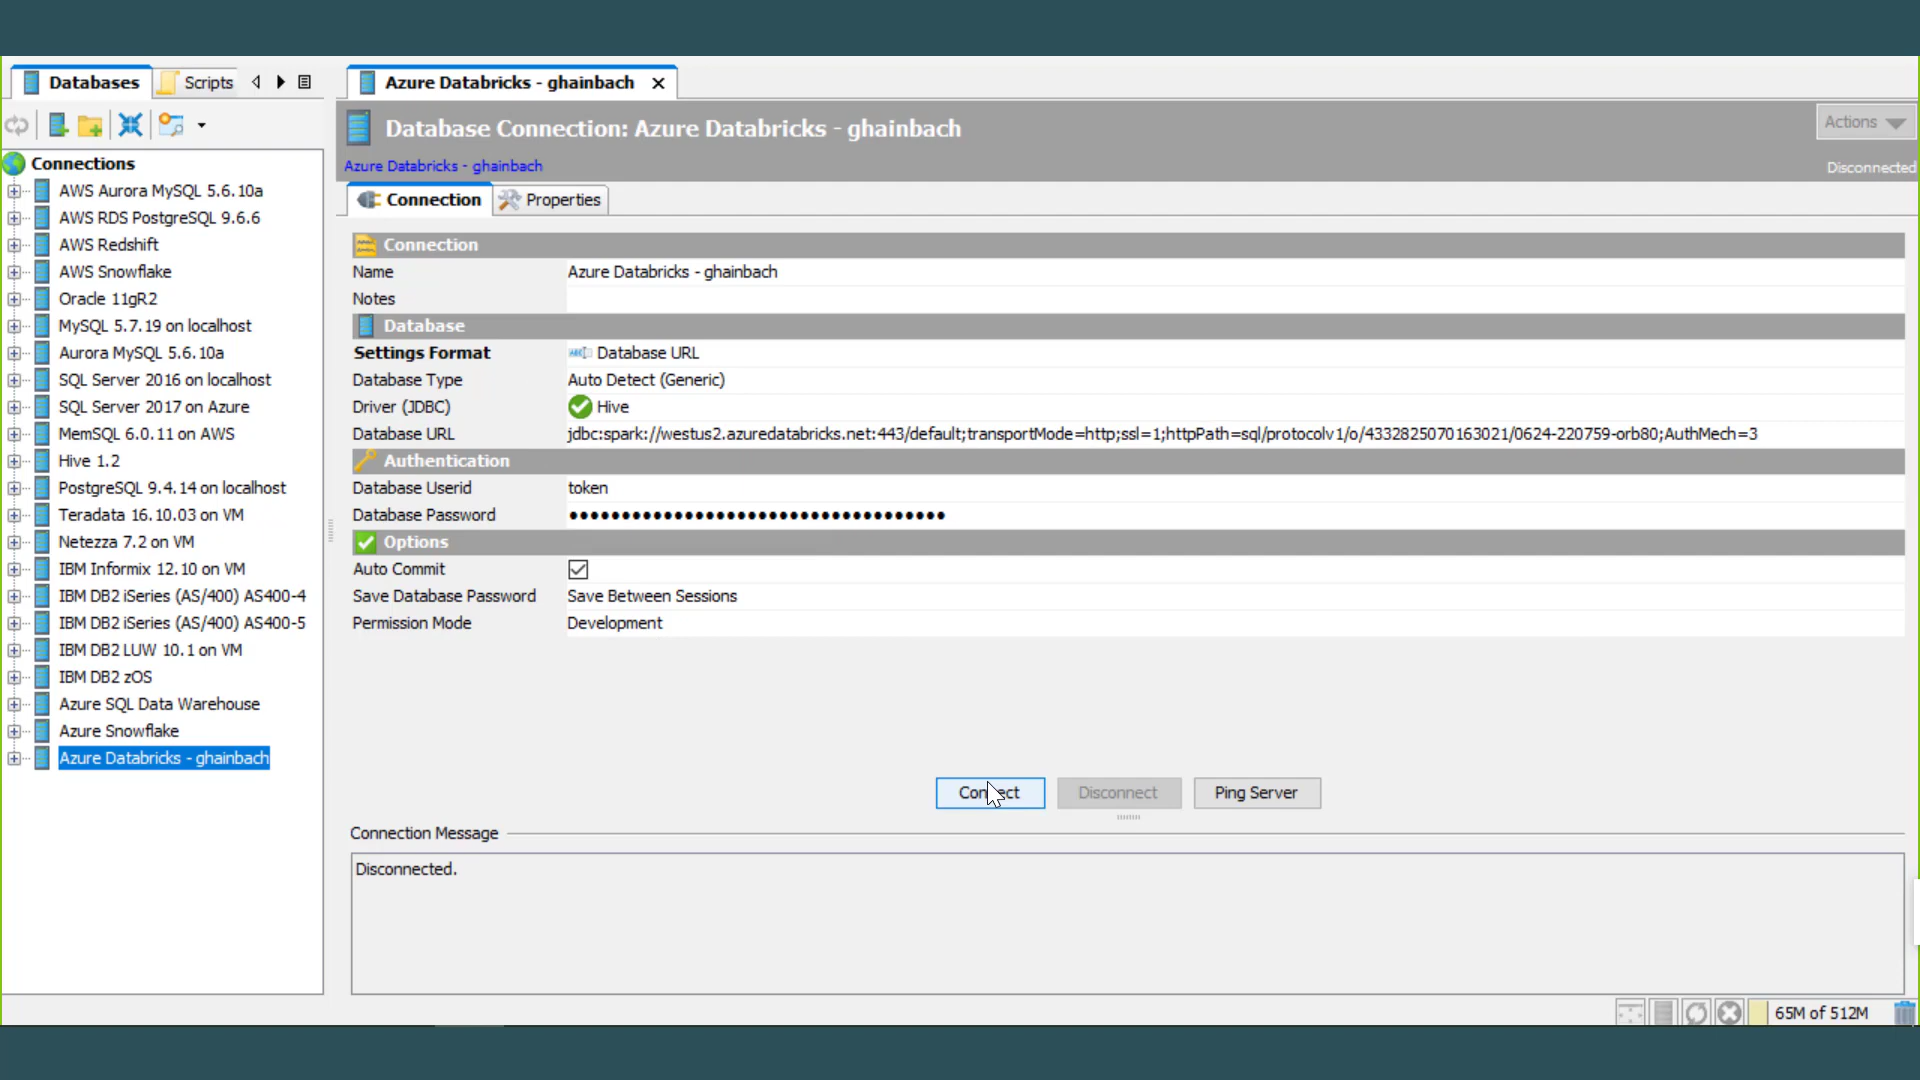 Databases
Scripts
Azure Databricks - ghainbach
Connections
AWS Aurora MySQL 5.6.10a
AWS RDS PostgreSQL 9.6.6
AWS Redshift
AWS Snowflake
Oracle 11gR2
MySQL 5.7.19 on localhost
Aurora MySQL 5.6.10a
SQL Server 2016 on localhost
SQL Server 2017 on Azure
MemSQL 6.0.11 on AWS
Hive 1.2
PostgreSQL 9.4.14 on localhost
Teradata 16.10.03 on VM
Netezza 7.2 on VM
IBM Informix 12.10 on VM
IBM DB2 iSeries (AS/400) AS400-4
IBM DB2 iSeries (AS/400) AS400-5
IBM DB2 LUW 10.1 on VM
IBM DB2 zOS
Azure SQL Data Warehouse
Azure Snowflake
Azure Databricks - ghainbach
Database Connection: Azure Databricks - ghainbach
Actions
Azure Databricks - ghainbach
Disconnected
Connection
Properties
Connection
Name Azure Databricks - ghainbach
Notes
Database
Settings Format Database URL
Database Type Auto Detect (Generic)
Driver (JDBC) Hive
Database URL jdbc:spark://westus2.azuredatabricks.net:443/default;transportMode=http;ssl=1;httpPath=sql/protocolv1/o/4332825070163021/0624-220759-orb80;AuthMech=3
Authentication
Database Userid token
Database Password ••••••••••••••••••••••••••••••••••••
Options
Auto Commit
Save Database Password Save Between Sessions
Permission Mode Development
Connect
Disconnect
Ping Server
Connection Message
Disconnected.
65M of 512M